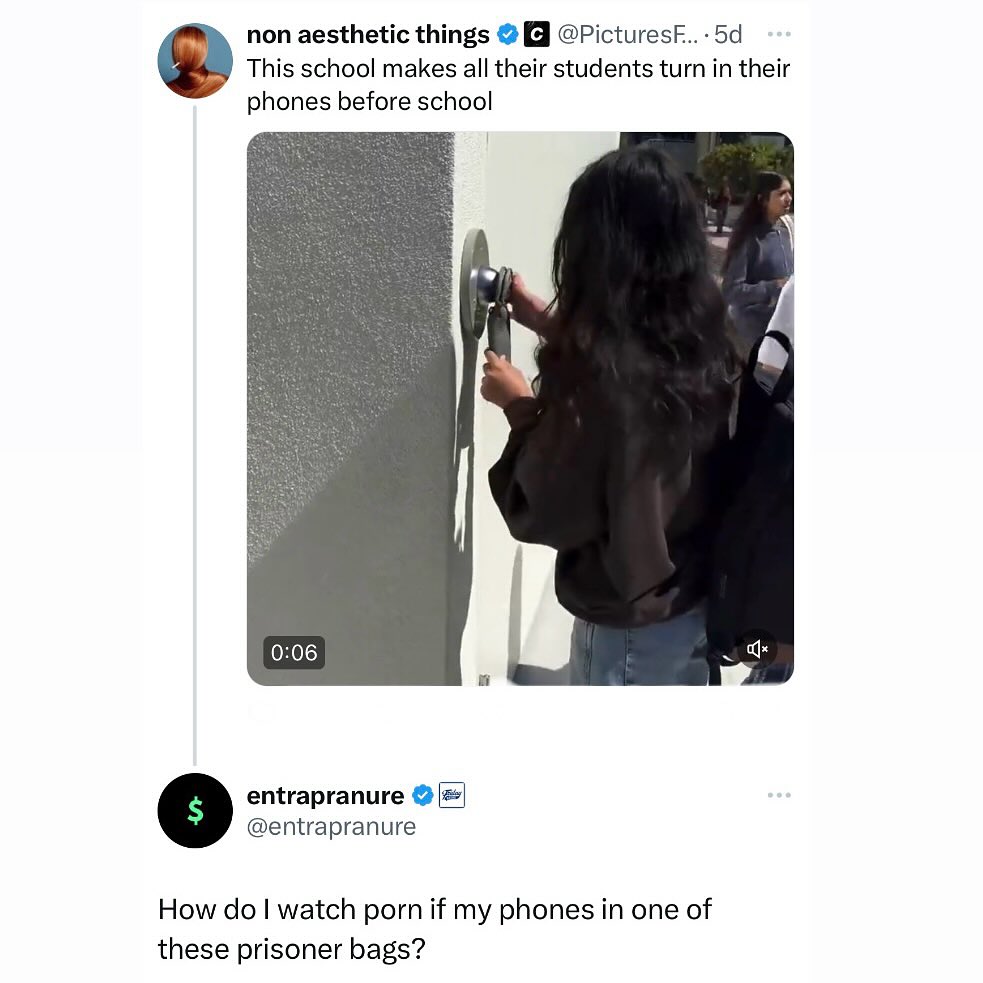 non aesthetic things C @PicturesF... · 5d
This school makes all their students turn in their
phones before school
0:06
$
entrapranure
@entrapranure
How do I watch porn if my phones in one of
these prisoner bags?